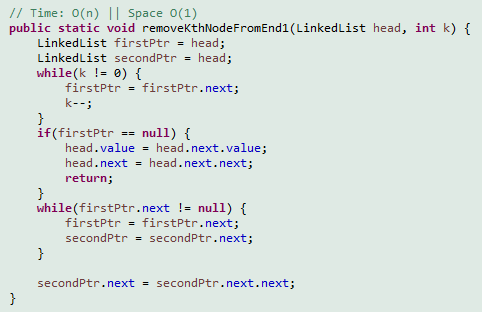 // Time: O(n) || Space O(1)
public static void removeKthNodeFromEnd1(LinkedList head, int k) {
    LinkedList firstPtr = head;
    LinkedList secondPtr = head;
    while(k != 0) {
        firstPtr = firstPtr.next;
        k--;
    }
    if(firstPtr == null) {
        head.value = head.next.value;
        head.next = head.next.next;
        return;
    }
    while(firstPtr.next != null) {
        firstPtr = firstPtr.next;
        secondPtr = secondPtr.next;
    }

    secondPtr.next = secondPtr.next.next;
}